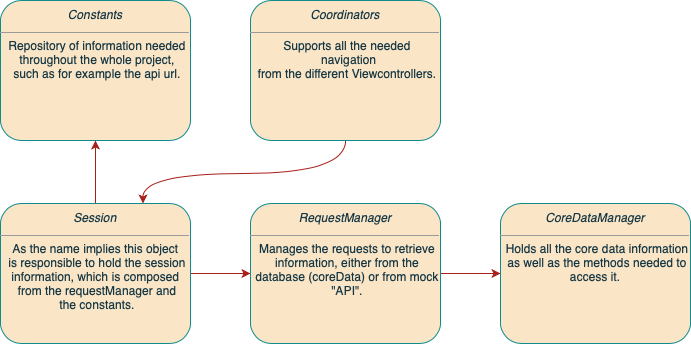 Constants
Repository of information needed
throughout the whole project,
such as for example the api url.
Coordinators
Supports all the needed
navigation
from the different Viewcontrollers.
Session
As the name implies this object
is responsible to hold the session
information, which is composed
from the requestManager and
the constants.
RequestManager
Manages the requests to retrieve
information, either from the
database (coreData) or from mock
"API".
CoreDataManager
Holds all the core data information
as well as the methods needed to
access it.